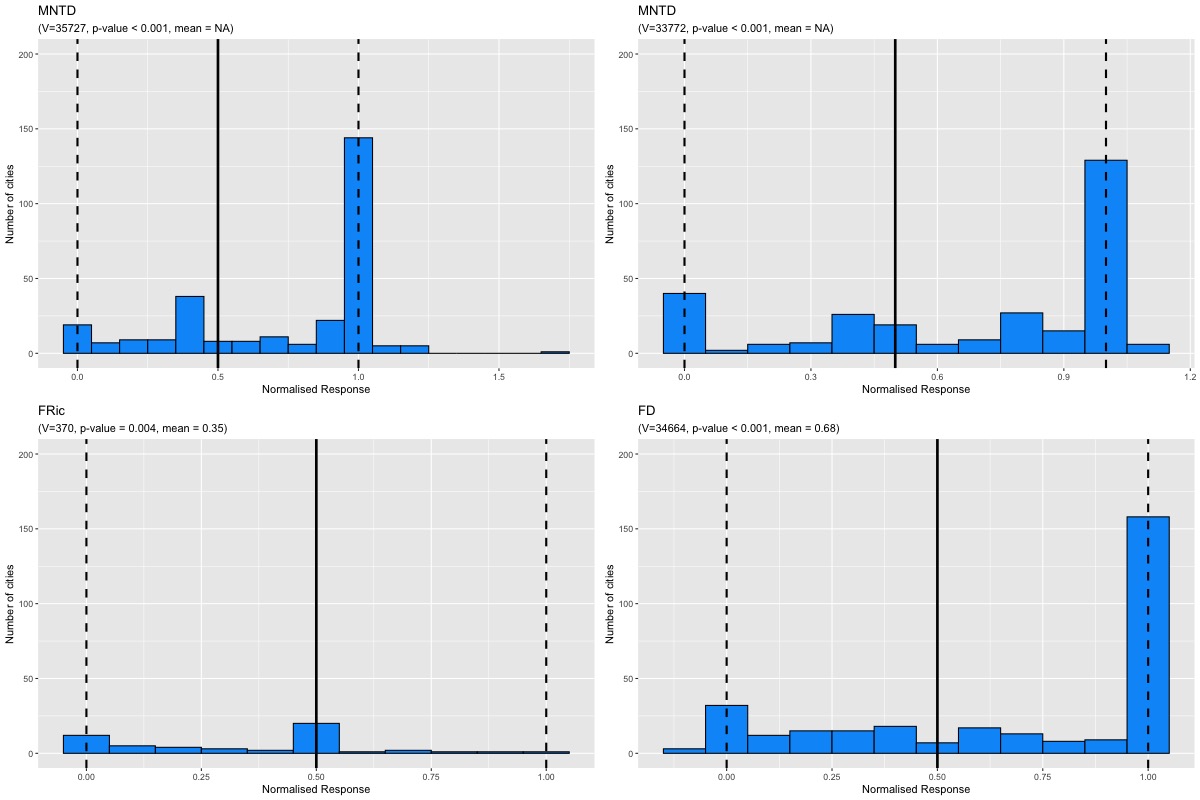 MNTD
(V=35727, p-value < 0.001, mean = NA)
200
150
100
50
0
Number of cities
0.0 0.5 1.0 1.5
Normalised Response
MNTD
(V=33772, p-value < 0.001, mean = NA)
200
150
100
50
0
Number of cities
0.0 0.3 0.6 0.9 1.2
Normalised Response
FRic
(V=370, p-value = 0.004, mean = 0.35)
200
150
100
50
0
Number of cities
0.00 0.25 0.50 0.75 1.00
Normalised Response
FD
(V=34664, p-value < 0.001, mean = 0.68)
200
150
100
50
0
Number of cities
0.00 0.25 0.50 0.75 1.00
Normalised Response